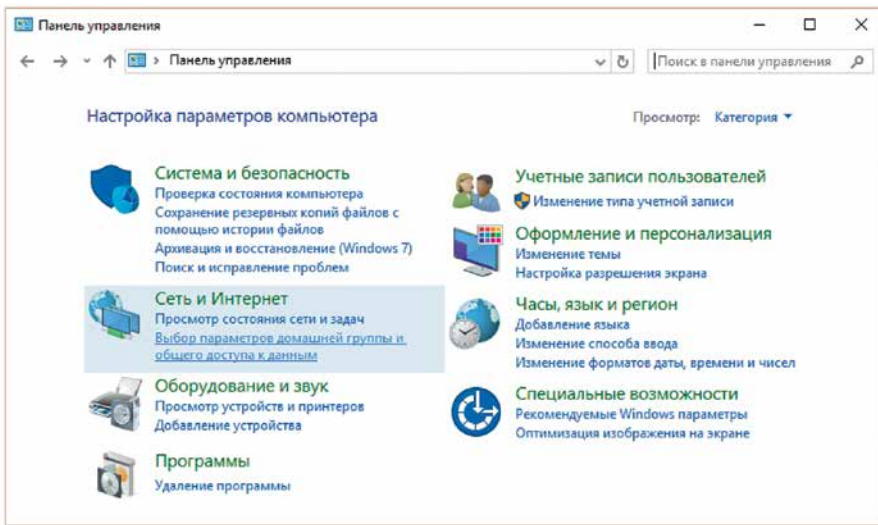 Панель управления
Панель управления
Поиск в панели управления
Настройка параметров компьютера
Просмотр: Категория
Система и безопасность
Проверка состояния компьютера
Сохранение резервных копий файлов с
помощью истории файлов
Архивация и восстановление (Windows 7)
Поиск и исправление проблем
Сеть и Интернет
Просмотр состояния сети и задач
Выбор параметров домашней группы и
общего доступа к данным
Оборудование и звук
Просмотр устройств и принтеров
Добавление устройства
Программы
Удаление программы
Учетные записи пользователей
Изменение типа учетной записи
Оформление и персонализация
Изменение темы
Настройка разрешения экрана
Часы, язык и регион
Добавление языка
Изменение способа ввода
Изменение форматов даты, времени и чисел
Специальные возможности
Рекомендуемые Windows параметры
Оптимизация изображения на экране